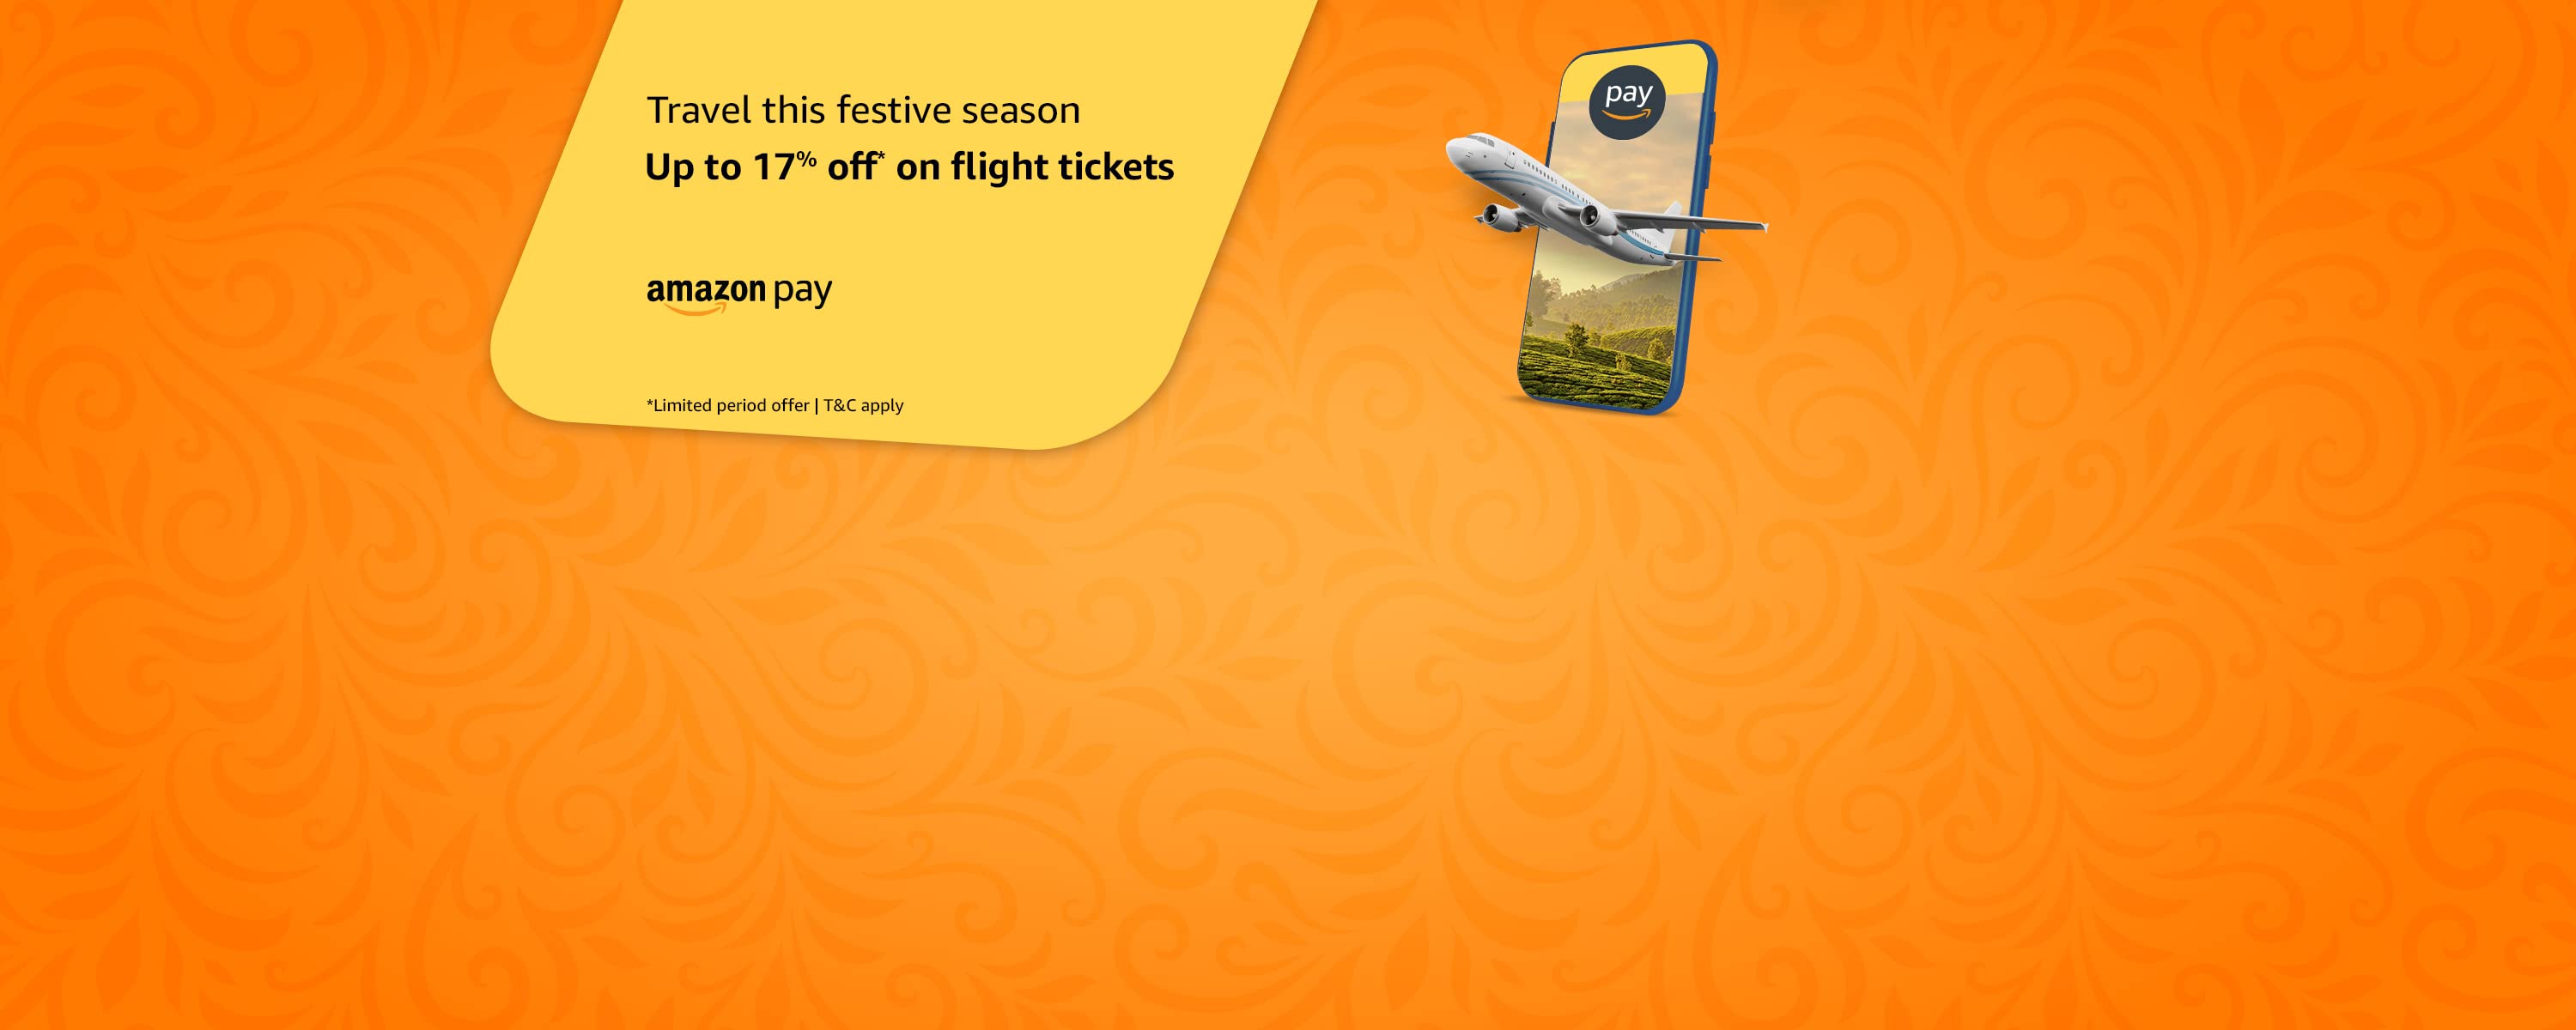 Travel this festive season
Up to 17% off* on flight tickets
amazon pay
*Limited period offer | T&C apply
pay